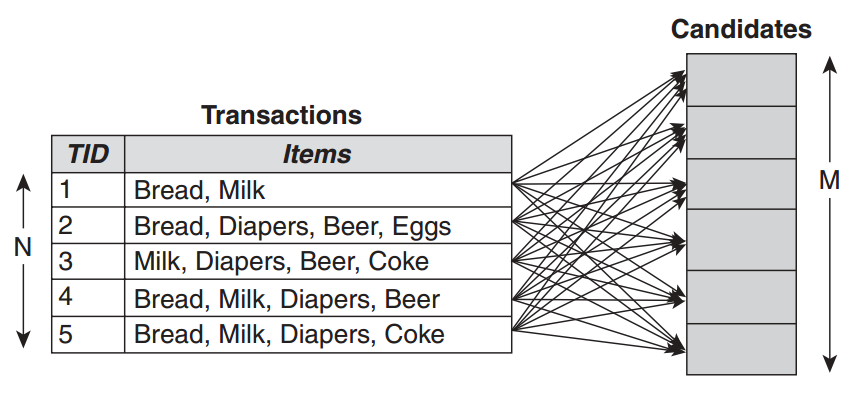 Candidates
Transactions
TID Items
1 Bread, Milk
2 Bread, Diapers, Beer, Eggs
3 Milk, Diapers, Beer, Coke
4 Bread, Milk, Diapers, Beer
5 Bread, Milk, Diapers, Coke
N
M